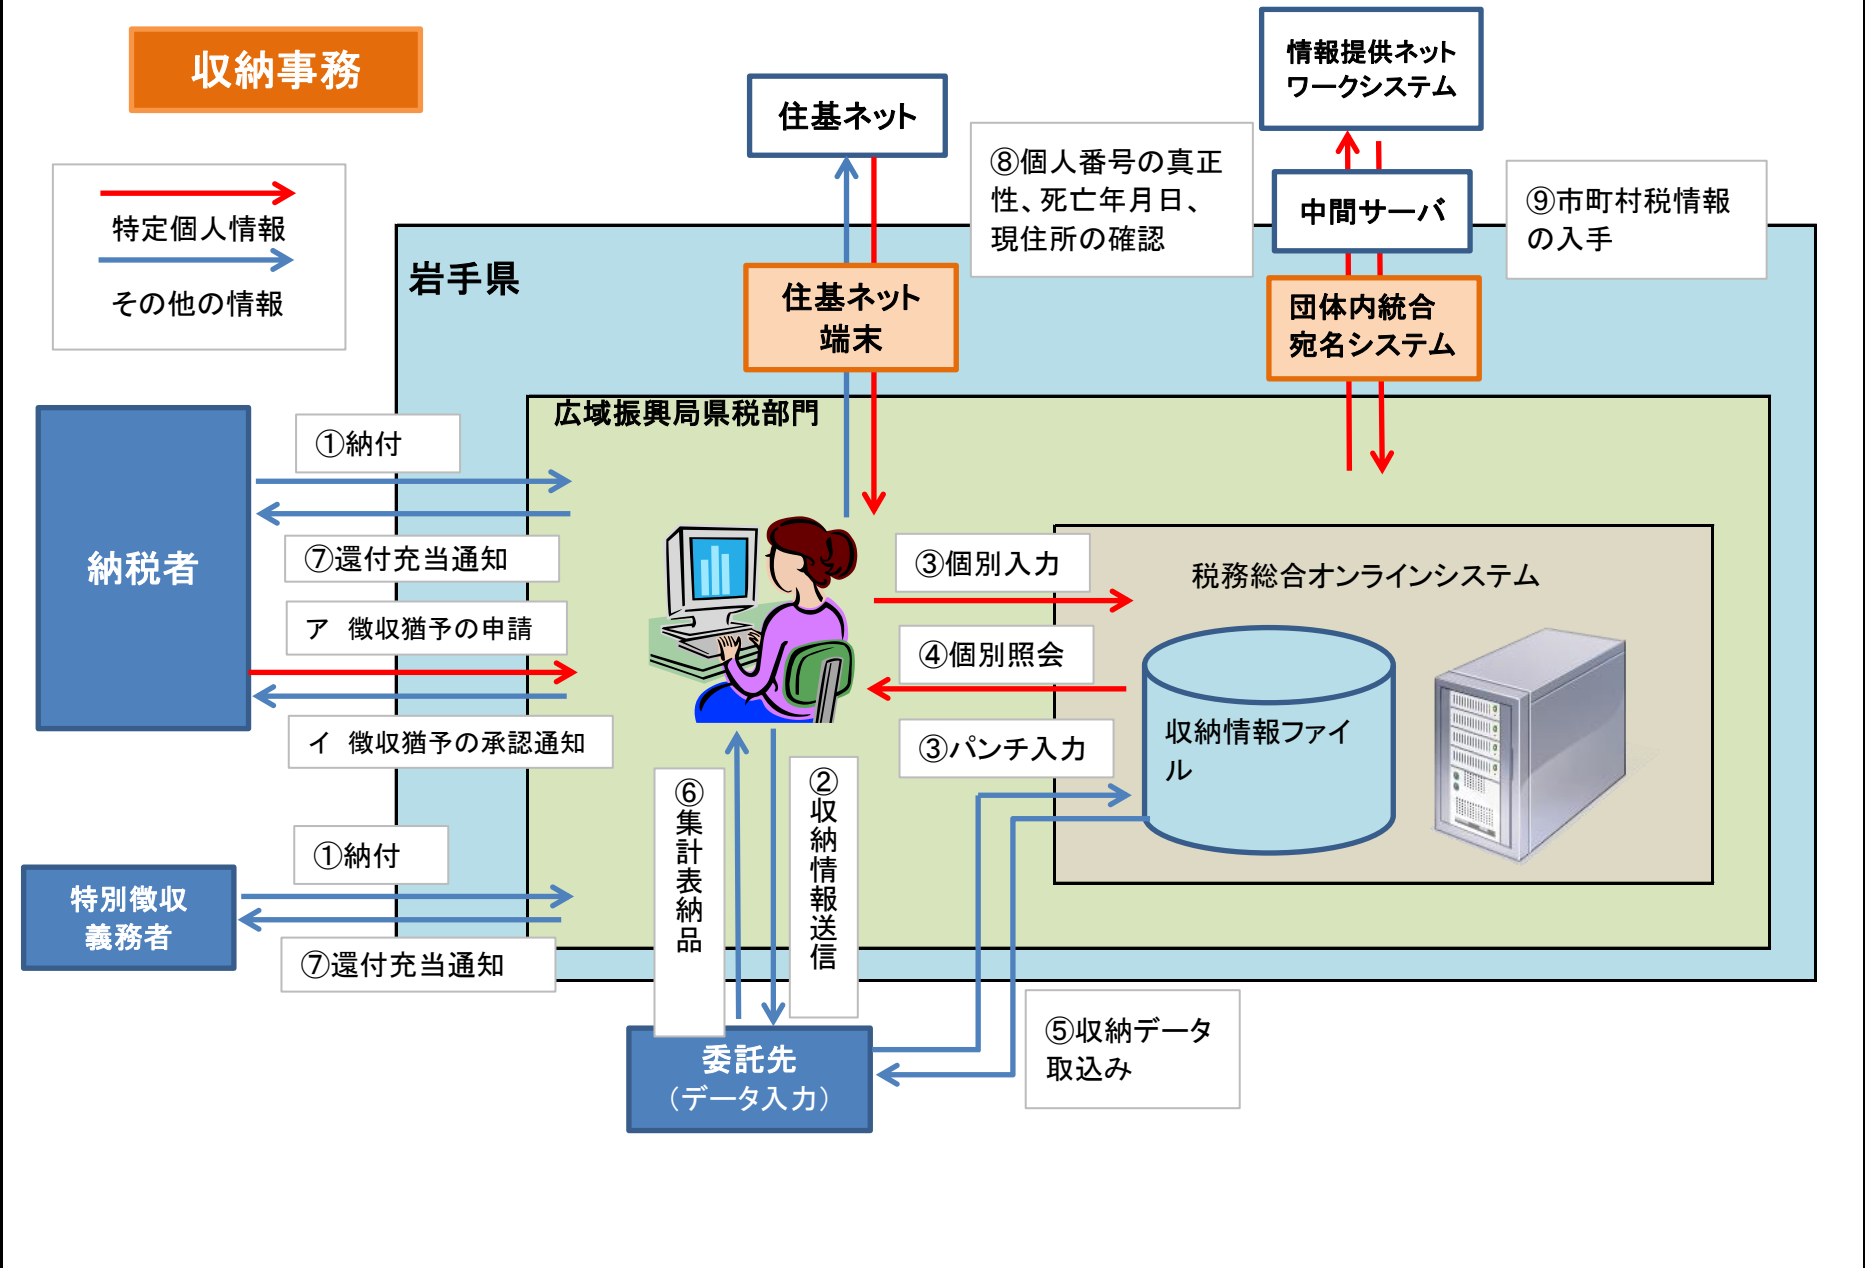 収納事務
特定個人情報
その他の情報
住基ネット
情報提供ネット
ワークシステム
⑧個人番号の真正
性、死亡年月日、
現住所の確認
中間サーバ
⑨市町村税情報
の入手
岩手県
住基ネット
端末
団体内統合
宛名システム
広域振興局県税部門
納税者
①納付
⑦還付充当通知
ア 徴収猶予の申請
イ 徴収猶予の承認通知
③個別入力
④個別照会
③パンチ入力
税務総合オンラインシステム
収納情報ファイ
ル
⑥集計表納品
②収納情報送信
特別徴収
義務者
①納付
⑦還付充当通知
委託先
（データ入力）
⑤収納データ
取込み